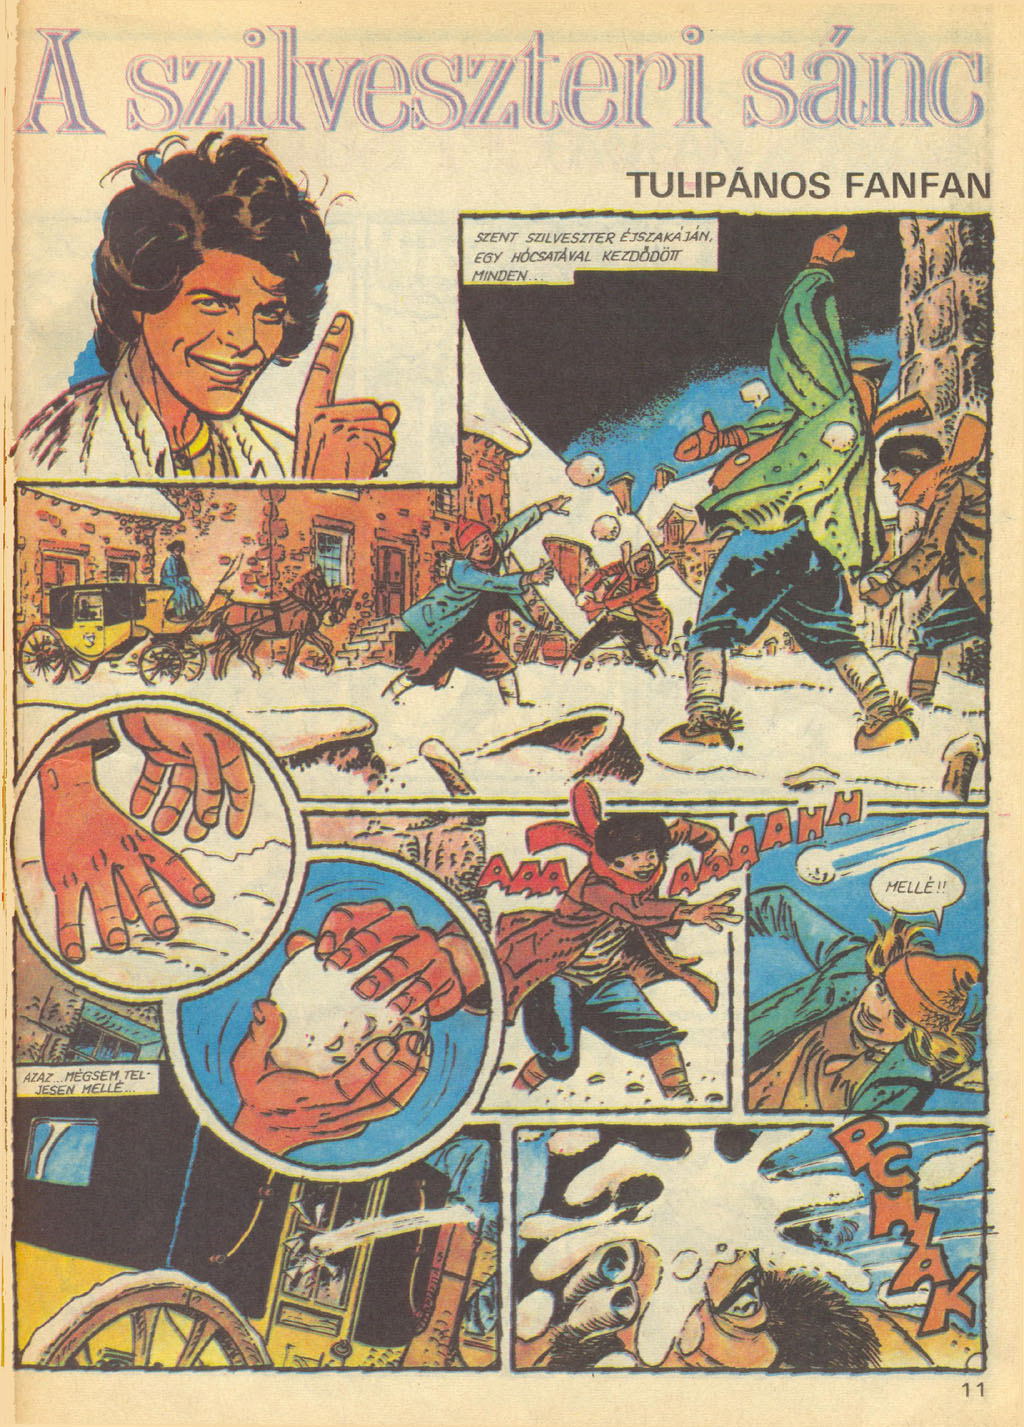 A szilveszteri sánc
TULIPÁNOS FANFAN
SZENT SZILVESZTER ÉJSZAKÁJÁN,
EGY HÓCSATÁVAL KEZDŐDÖTT
MINDEN...
AAA
AAAAAHH
MELLÉ!!
AZAZ...MÉGSEM TEL-
JESEN MELLÉ...
PCHAK
11